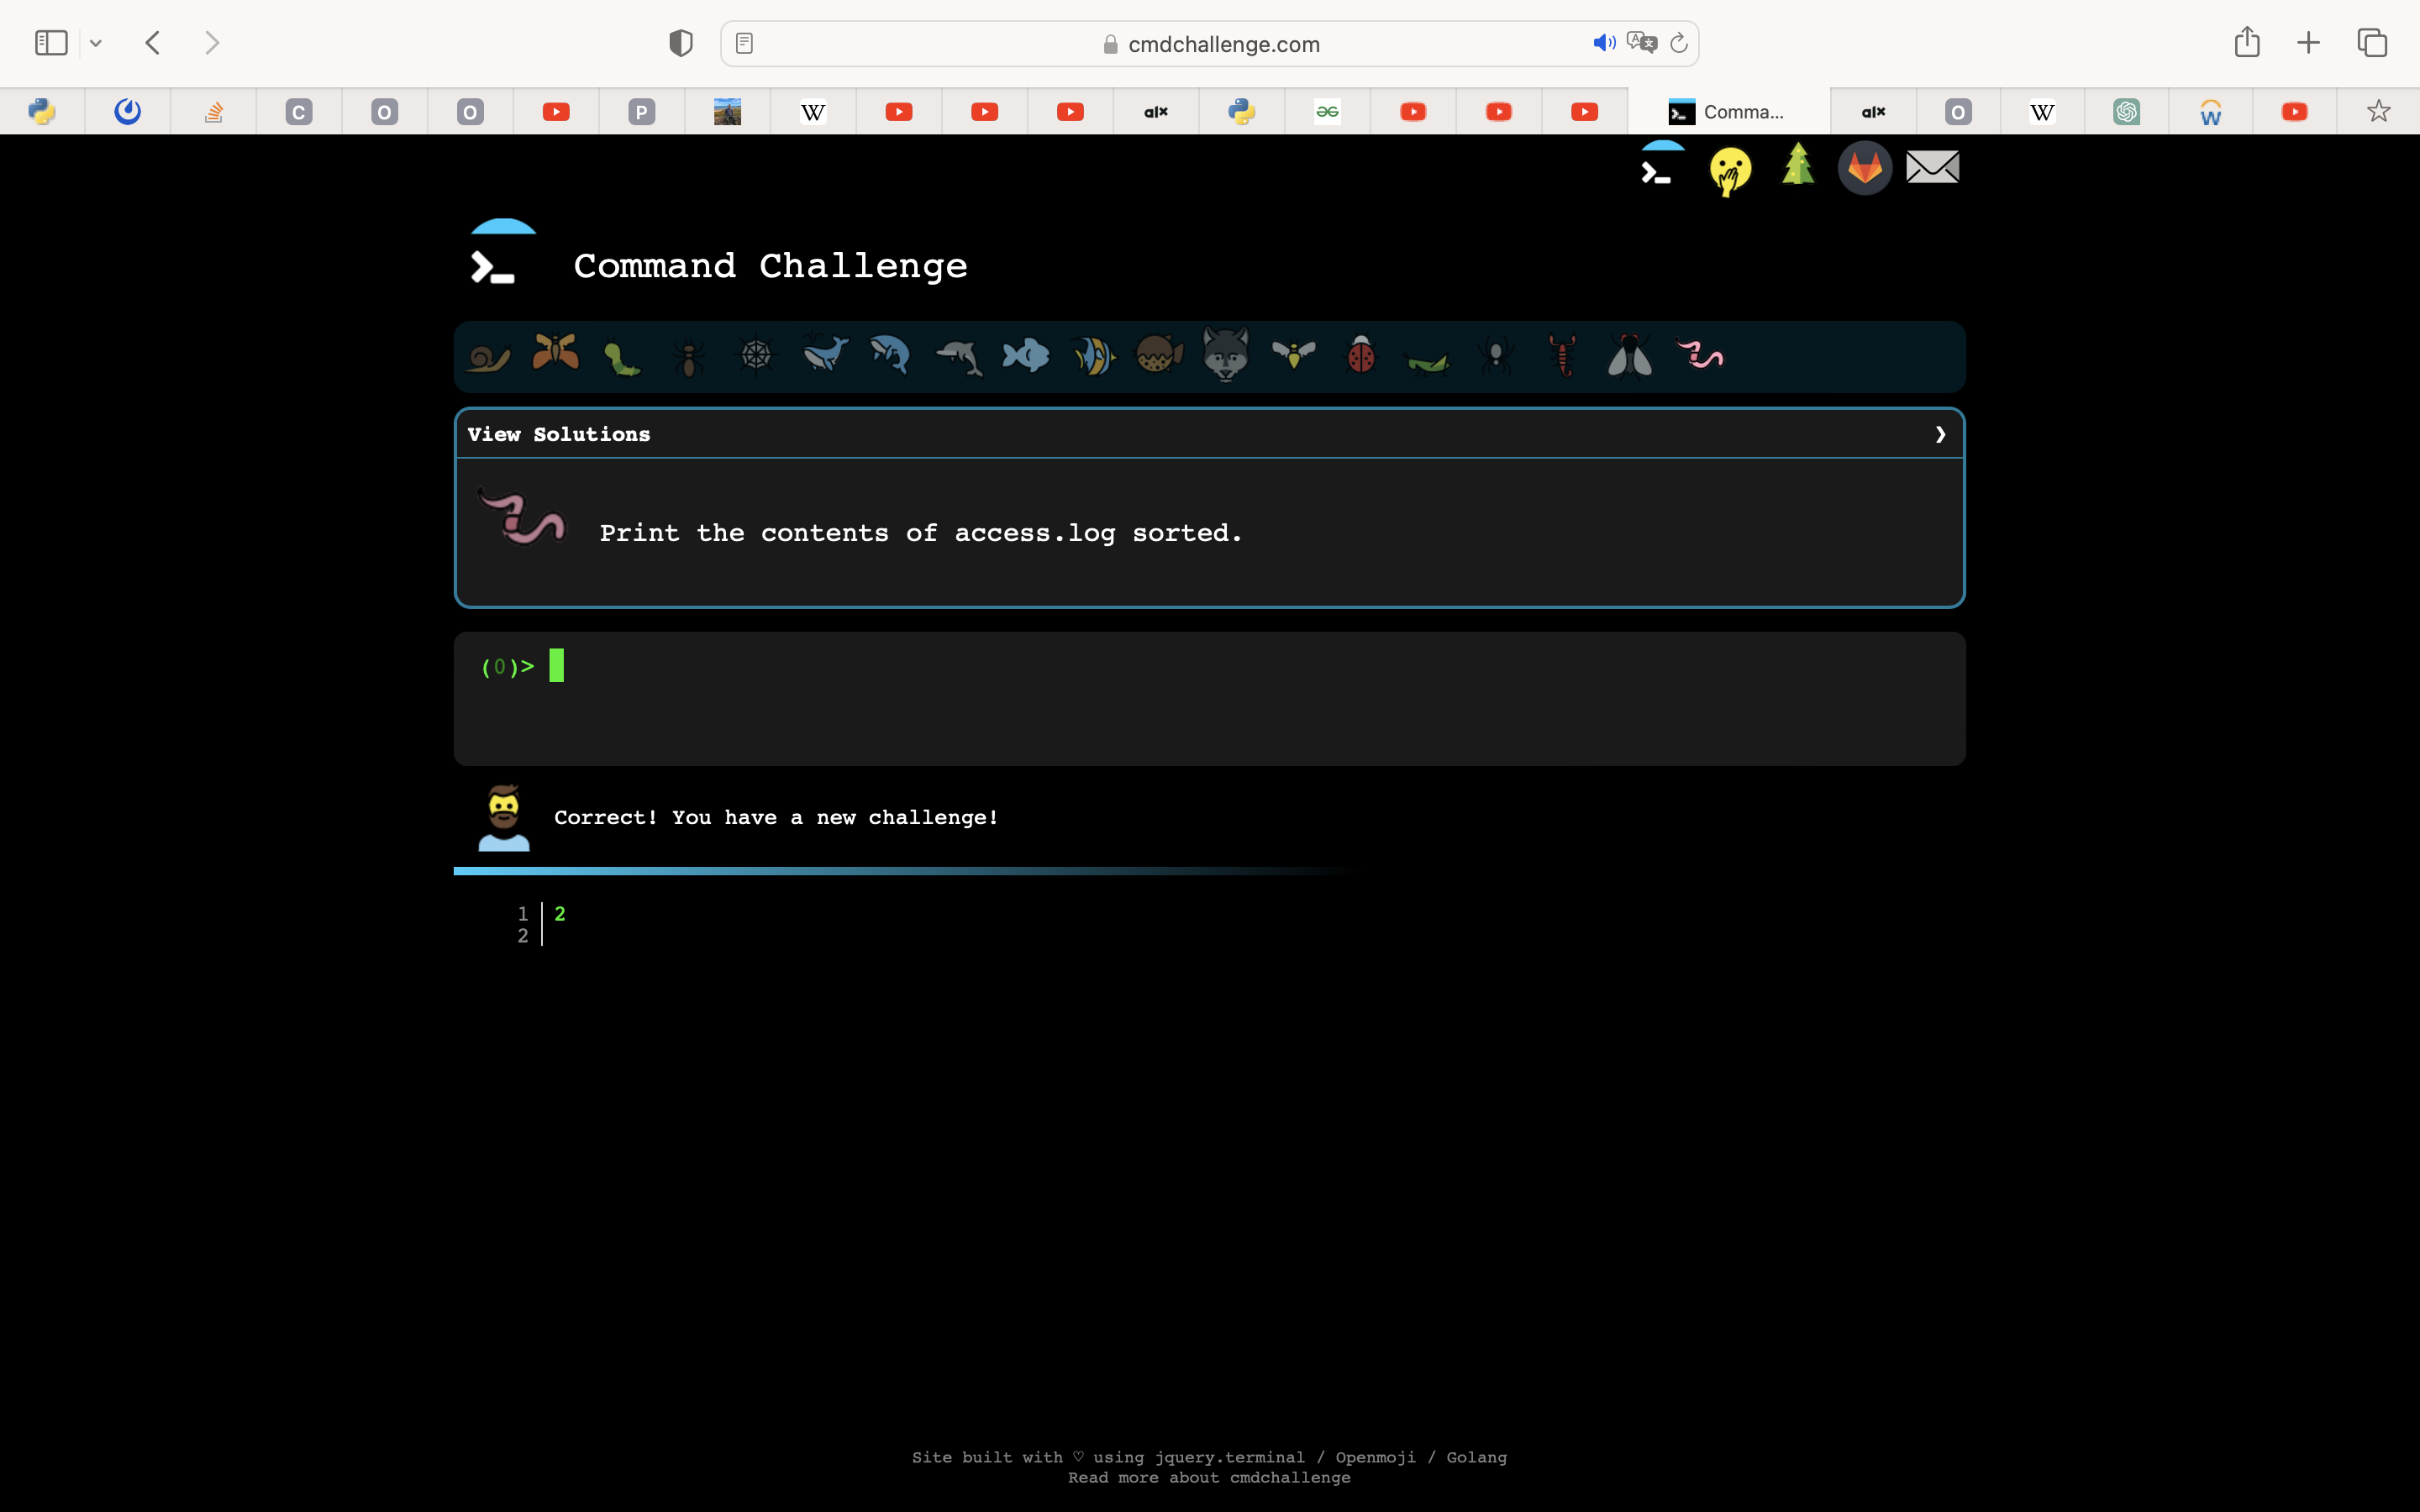 cmdchallenge.com
C
O
O
P
W
alx
Comma...
alx
O
W
W
Command Challenge
View Solutions
Print the contents of access.log sorted.
(0)>
Correct! You have a new challenge!
1 2
2
Site built with ♡ using jquery.terminal / Openmoji / Golang
Read more about cmdchallenge